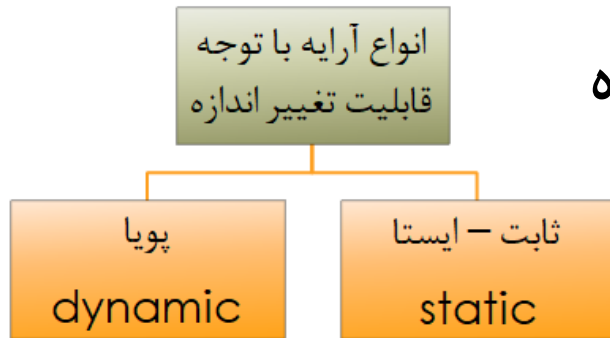 انواع آرایه با توجه
قابلیت تغییر اندازه
ه
ثابت – ایستا
static
پویا
dynamic